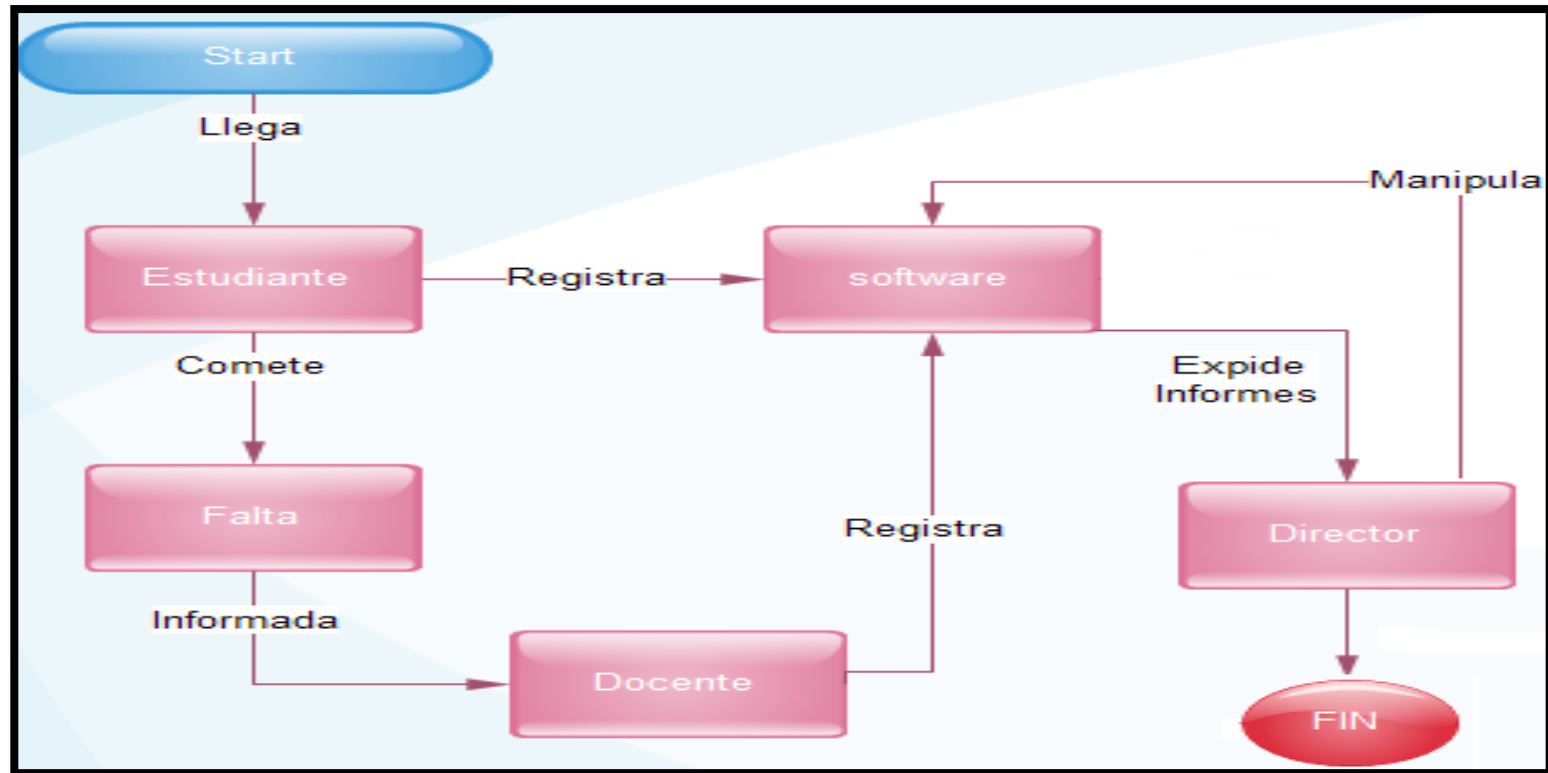 Start
Llega
Manipula
Estudiante
Registra
software
Comete
Expide
Informes
Falta
Registra
Director
Informada
Docente
FIN